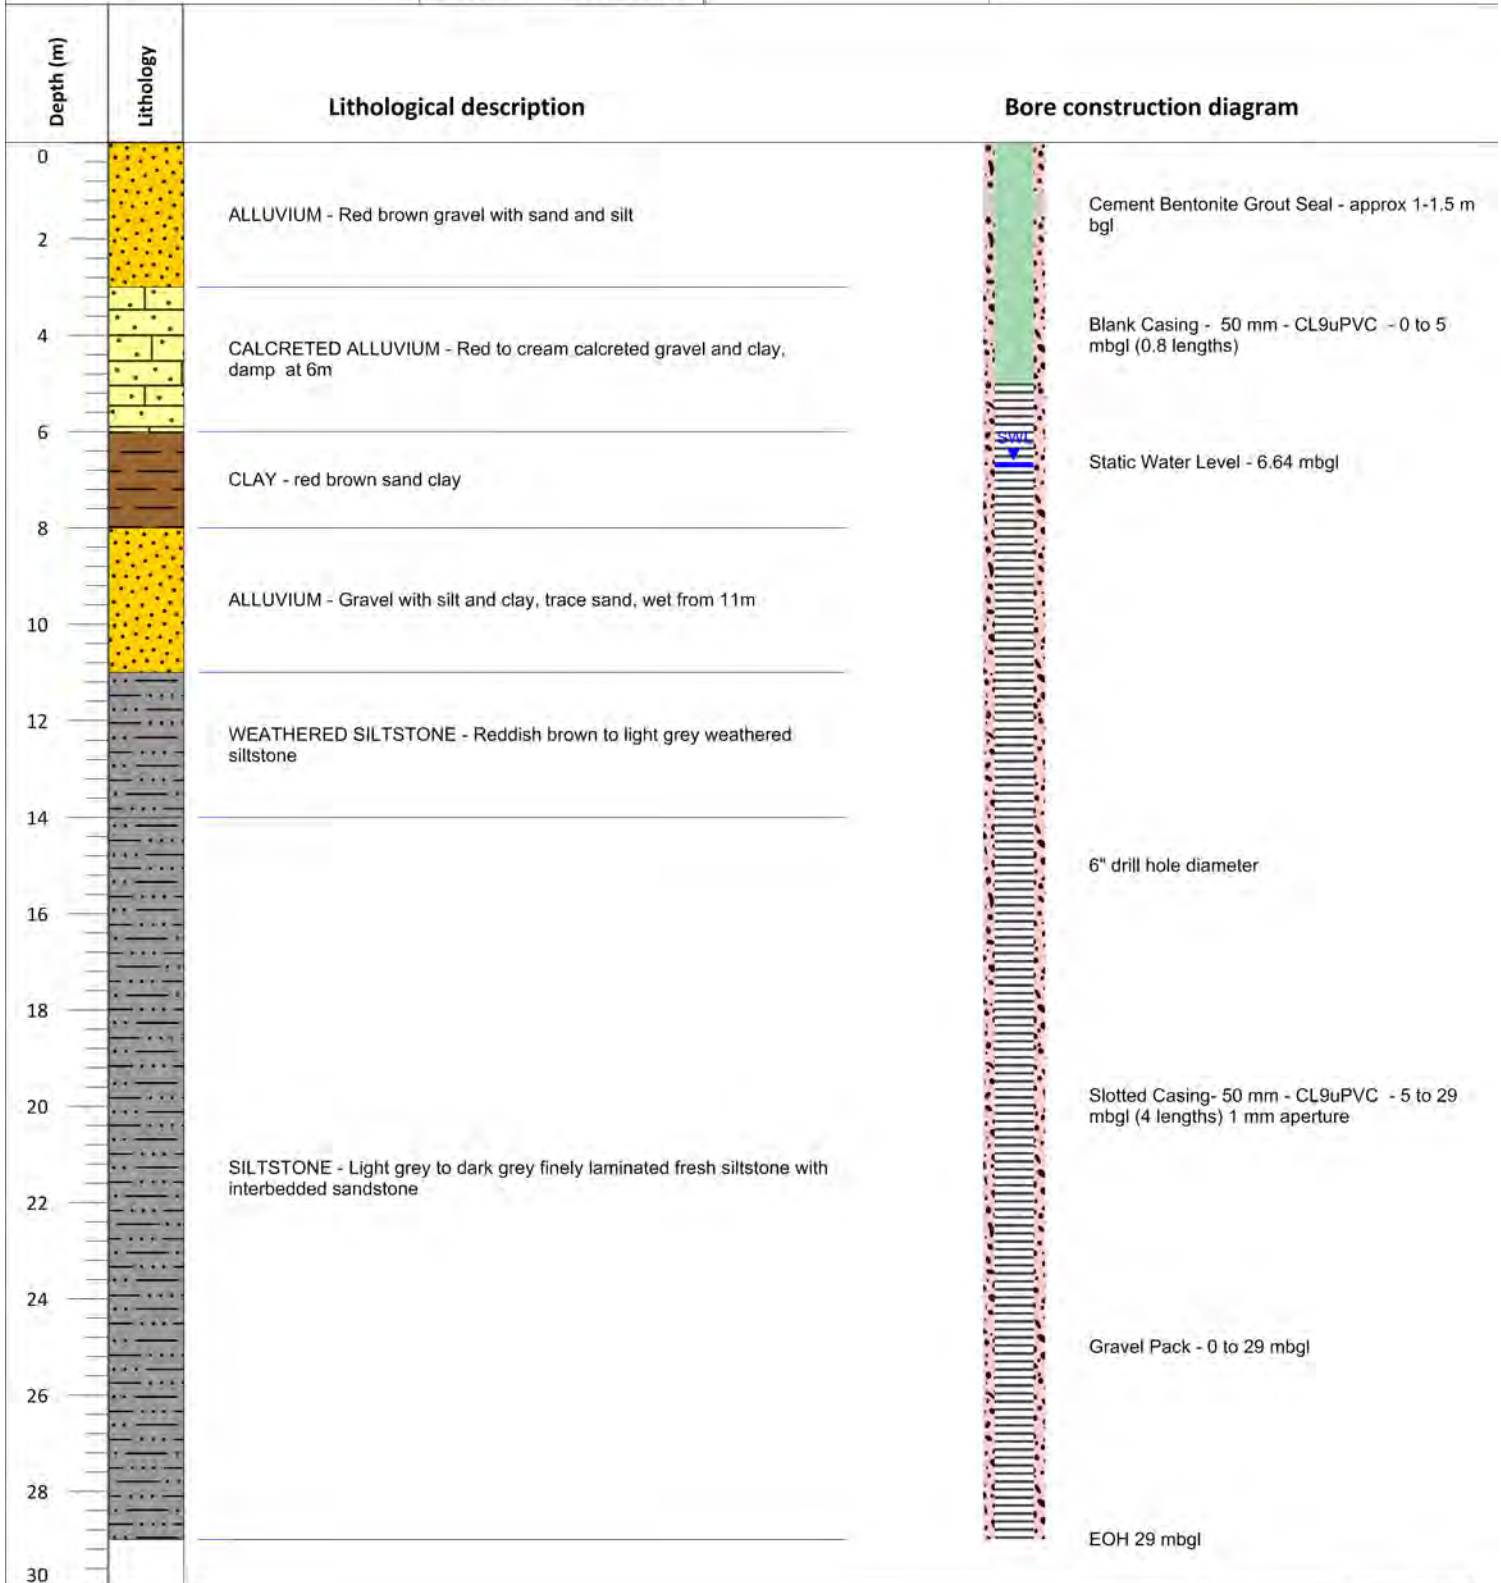 Depth (m)
Lithology
Lithological description
Bore construction diagram
0
2
4
6
8
10
12
14
16
18
20
22
24
26
28
30
ALLUVIUM - Red brown gravel with sand and silt
CALCRETED ALLUVIUM - Red to cream calcreted gravel and clay,
damp at 6m
CLAY - red brown sand clay
ALLUVIUM - Gravel with silt and clay, trace sand, wet from 11m
WEATHERED SILTSTONE - Reddish brown to light grey weathered
siltstone
SILTSTONE - Light grey to dark grey finely laminated fresh siltstone with
interbedded sandstone
SWL
Cement Bentonite Grout Seal - approx 1-1.5 m
bgl
Blank Casing - 50 mm - CL9uPVC - 0 to 5
mbgl (0.8 lengths)
Static Water Level - 6.64 mbgl
6" drill hole diameter
Slotted Casing- 50 mm - CL9uPVC - 5 to 29
mbgl (4 lengths) 1 mm aperture
Gravel Pack - 0 to 29 mbgl
EOH 29 mbgl